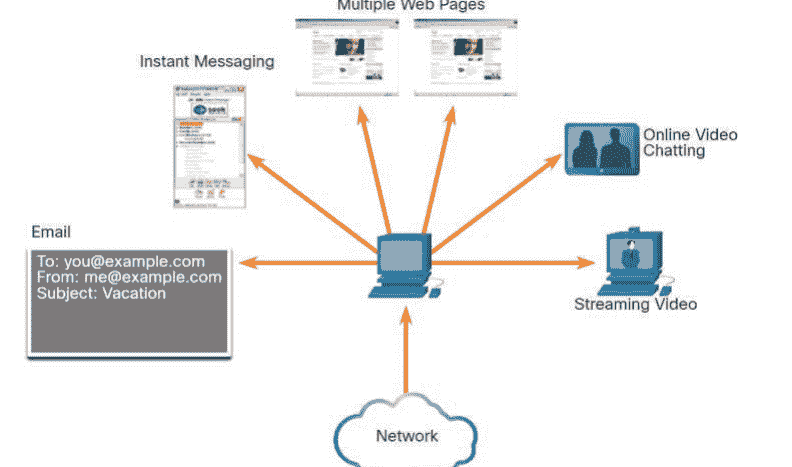 Multiple Web Pages
Instant Messaging
Online Video
Chatting
Email
To: you@example.com
From: me@example.com
Subject: Vacation
Streaming Video
Network